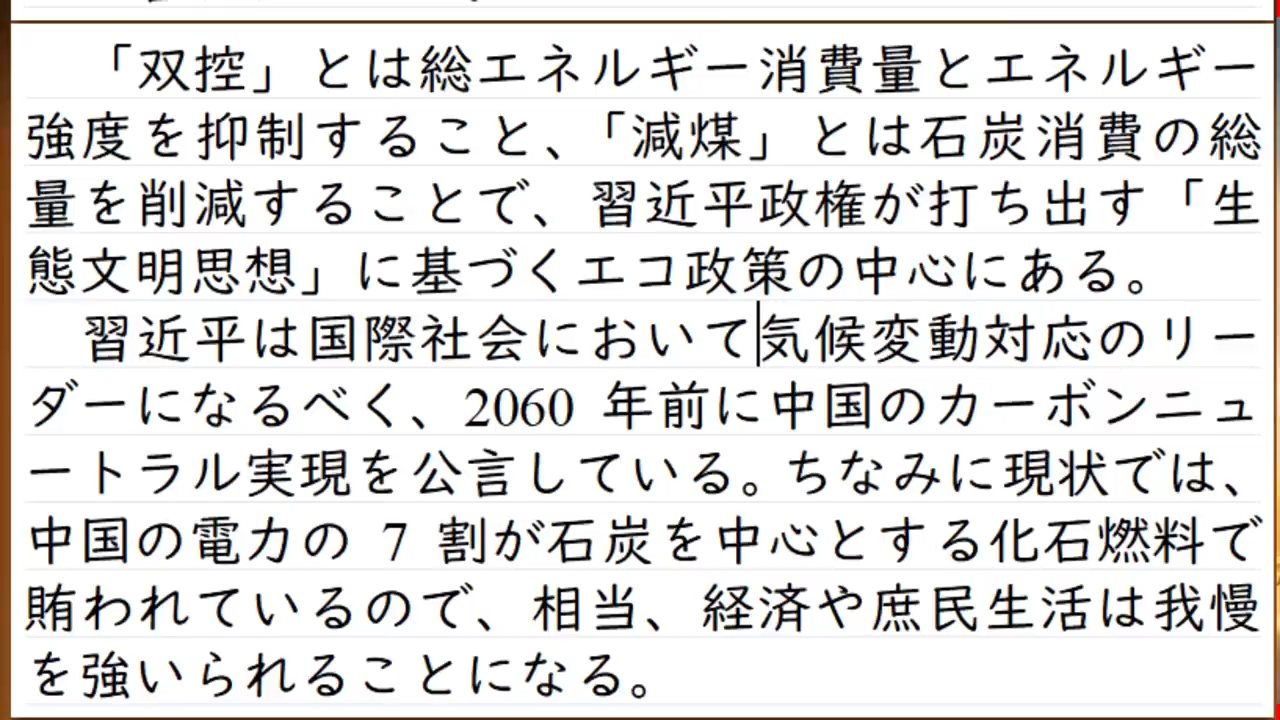 「双控」とは総エネルギー消費量とエネルギー
強度を抑制すること、「減煤」とは石炭消費の総
量を削減することで、習近平政権が打ち出す「生
態文明思想」に基づくエコ政策の中心にある。
習近平は国際社会において気候変動対応のリー
ダーになるべく、2060 年前に中国のカーボンニュ
ートラル実現を公言している。ちなみに現状では、
中国の電力の 7 割が石炭を中心とする化石燃料で
賄われているので、相当、経済や庶民生活は我慢
を強いられることになる。